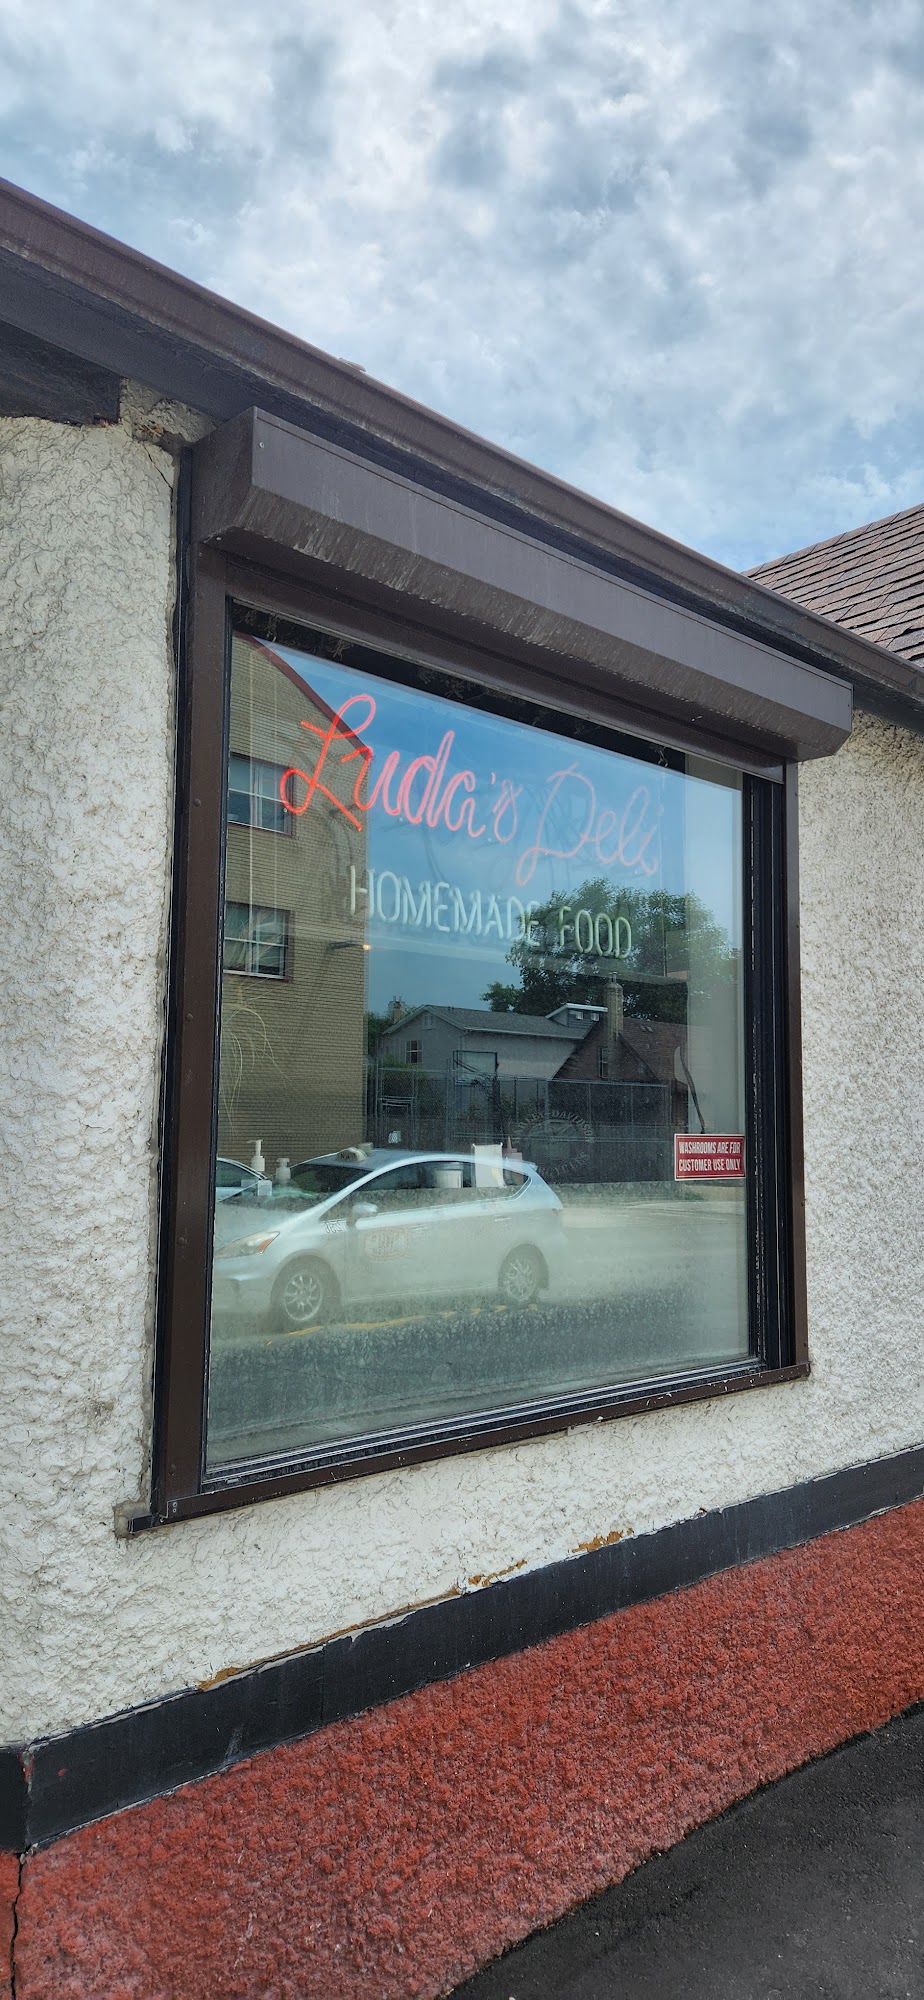 Luda's Deli
HOMEMADE FOOD
WASHROOMS ARE FOR
CUSTOMER USE ONLY